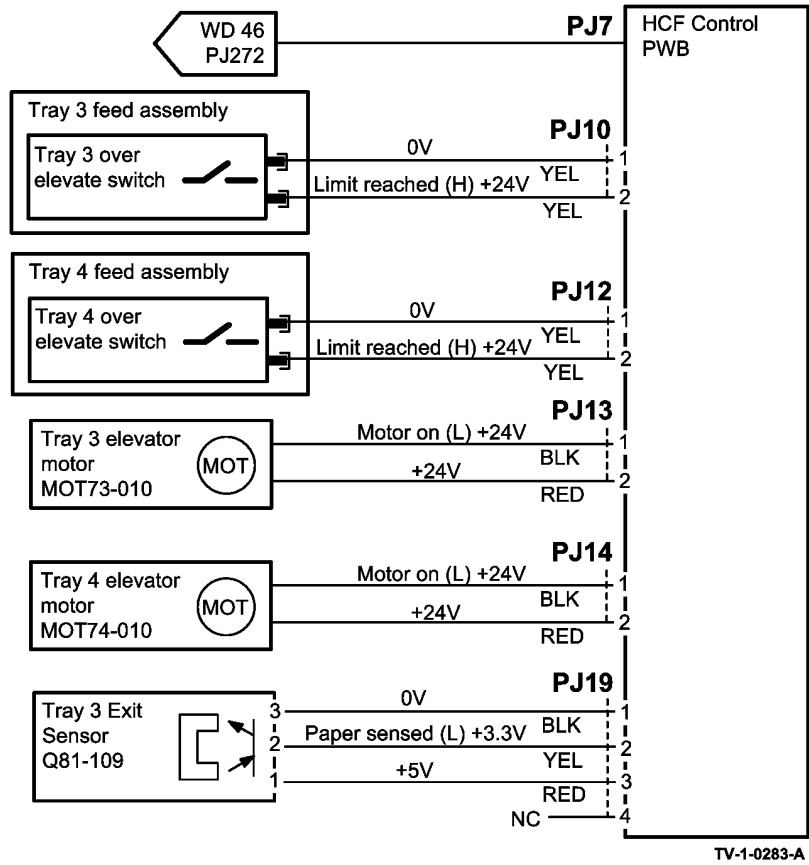 WD 46
PJ272
PJ7
HCF Control
PWB
Tray 3 feed assembly
Tray 3 over
elevate switch
PJ10
0V
YEL
1
Limit reached (H) +24V
YEL
2
Tray 4 feed assembly
Tray 4 over
elevate switch
PJ12
0V
YEL
1
Limit reached (H) +24V
YEL
2
PJ13
Tray 3 elevator
motor
MOT73-010
MOT
Motor on (L) +24V
BLK
1
+24V
RED
2
PJ14
Tray 4 elevator
motor
MOT74-010
MOT
Motor on (L) +24V
BLK
1
+24V
RED
2
PJ19
Tray 3 Exit
Sensor
Q81-109
3
0V
BLK
1
2
Paper sensed (L) +3.3V
YEL
2
1
+5V
RED
3
NC
4
TV-1-0283-A